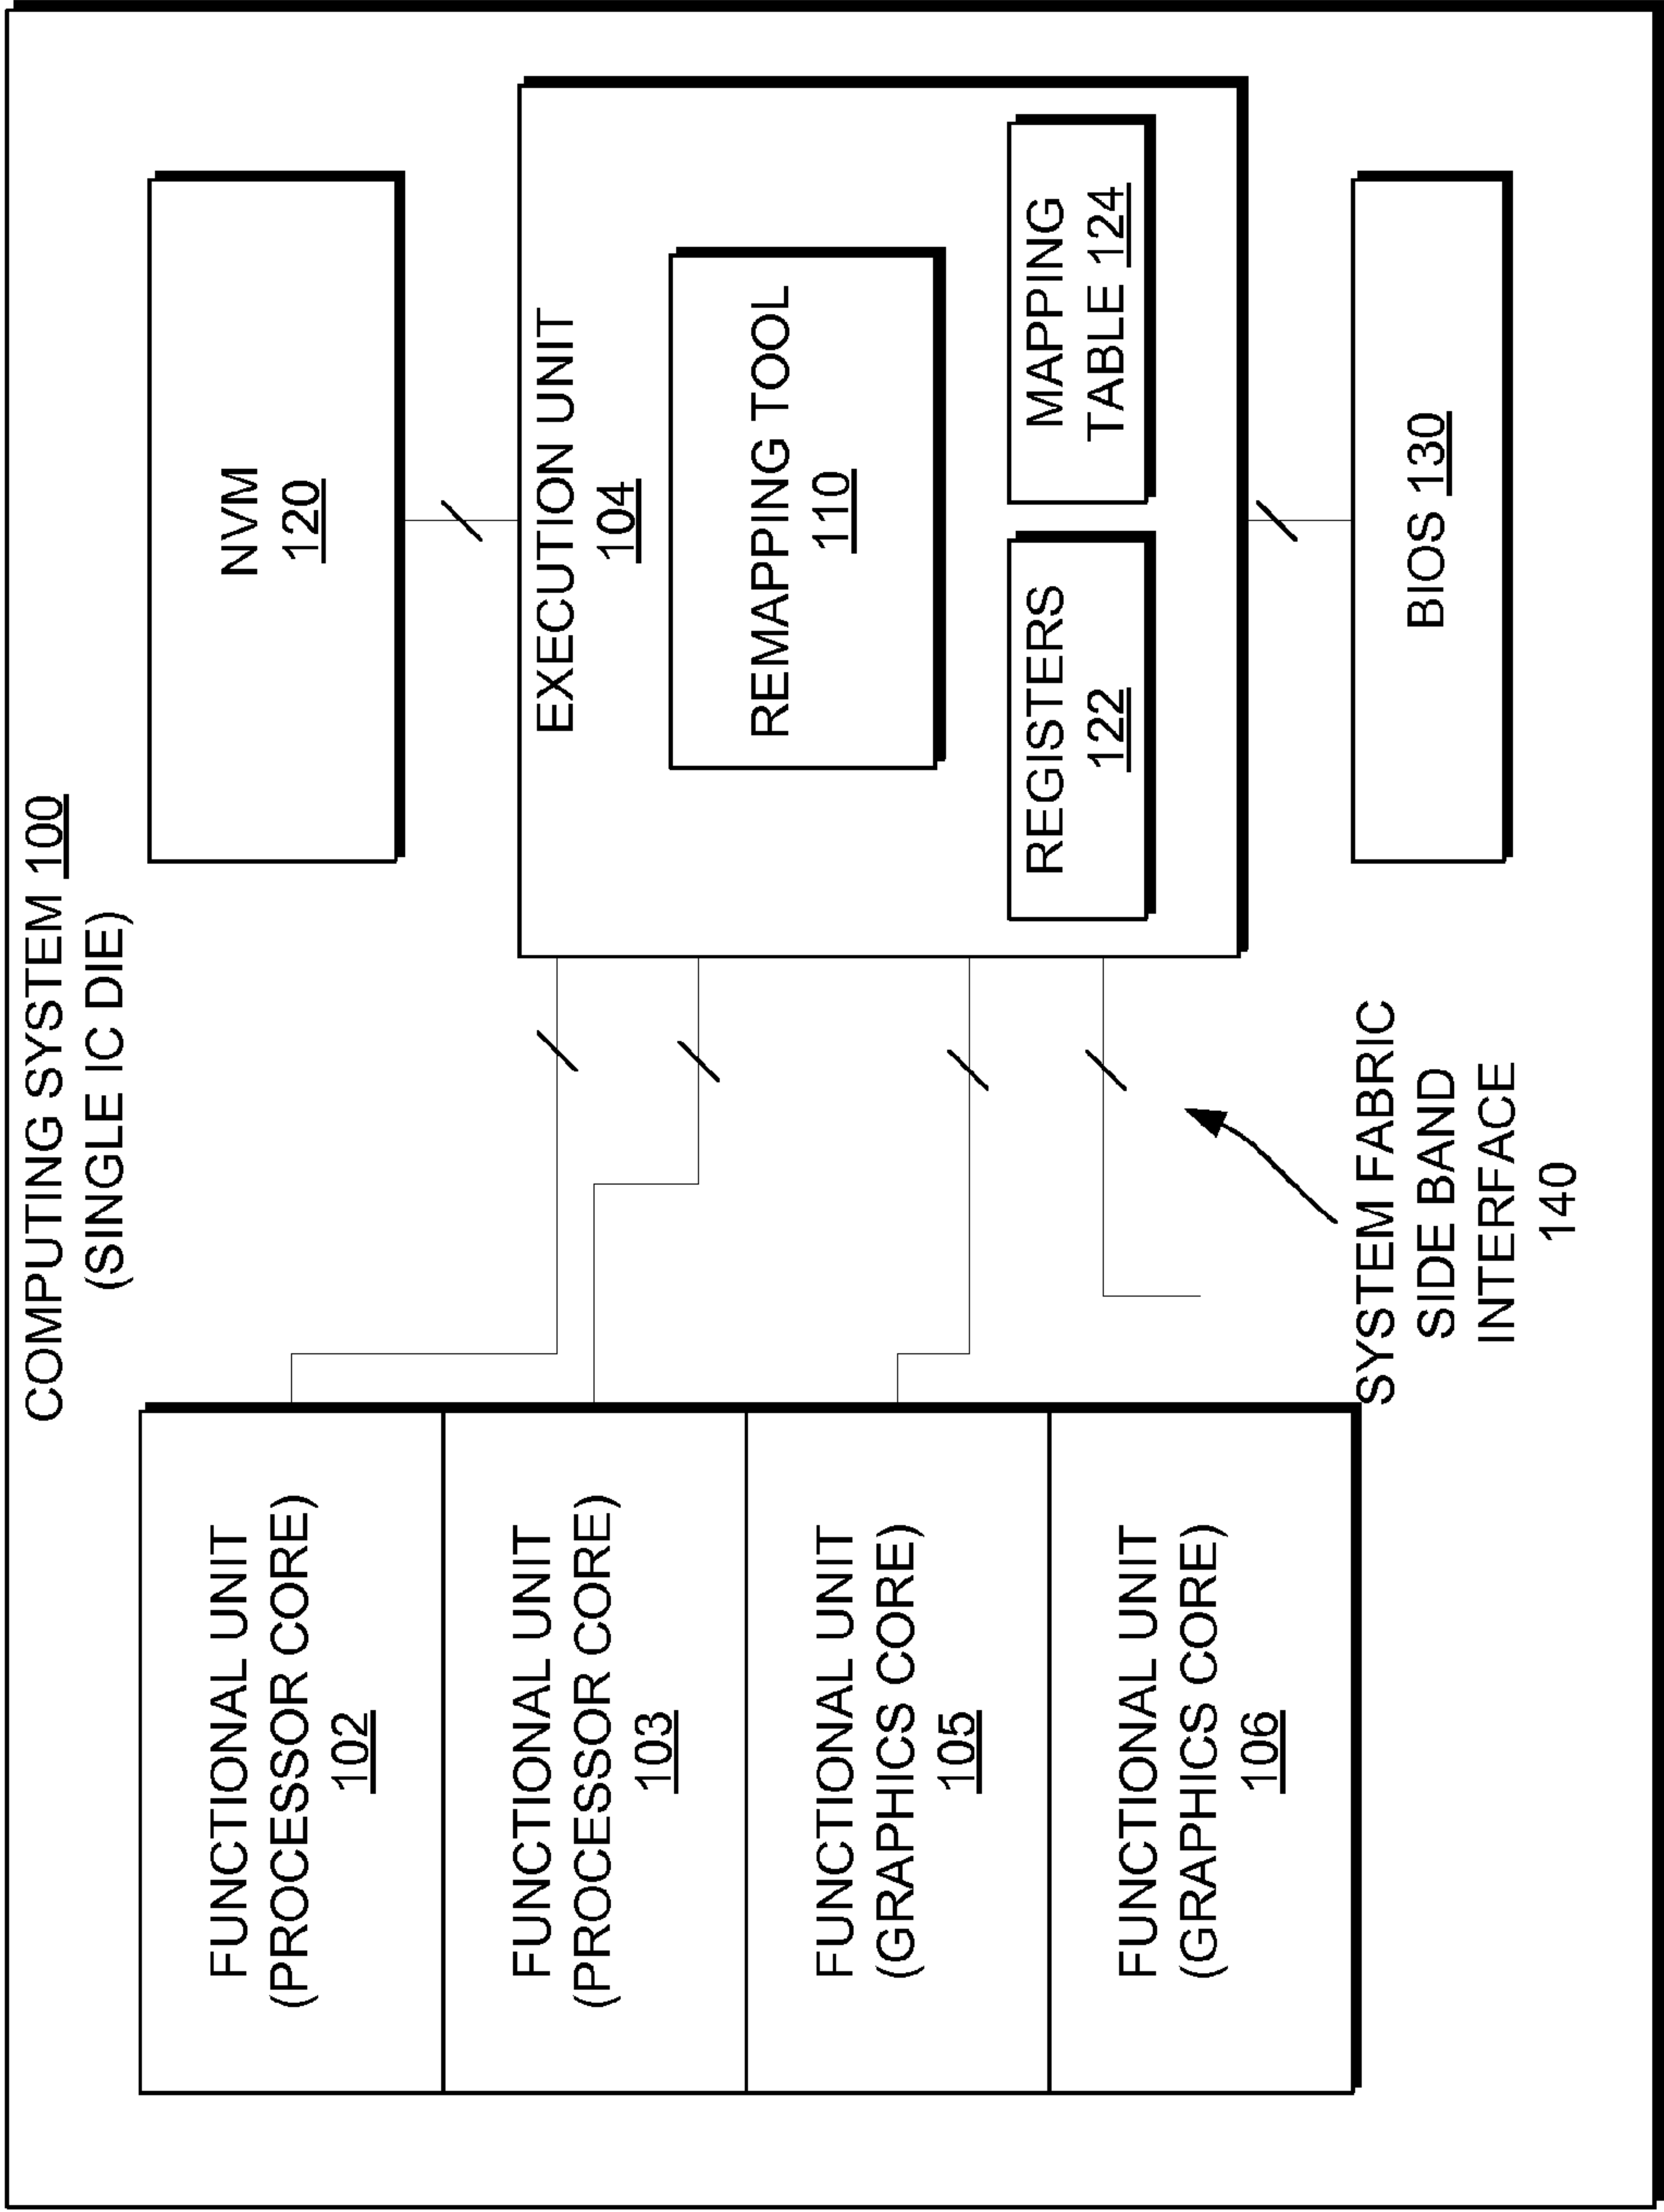 COMPUTING SYSTEM 100
(SINGLE IC DIE)
FUNCTIONAL UNIT
(PROCESSOR CORE)
102
FUNCTIONAL UNIT
(PROCESSOR CORE)
103
FUNCTIONAL UNIT
(GRAPHICS CORE)
105
FUNCTIONAL UNIT
(GRAPHICS CORE)
106
NVM
120
EXECUTION UNIT
104
REMAPPING TOOL
110
REGISTERS
122
MAPPING
TABLE 124
BIOS 130
SYSTEM FABRIC
SIDE BAND
INTERFACE
140